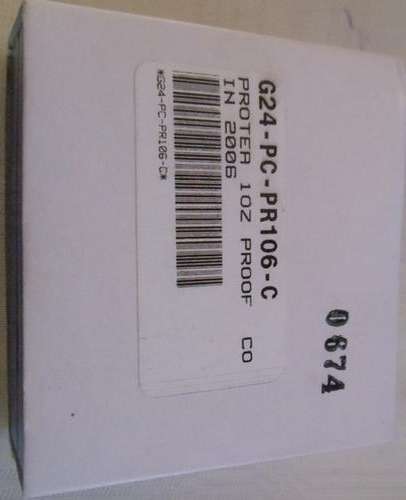 G24-PC-PR106-C
PROTEA 1OZ PROOF CO
IN 2006
*G24-PC-PR106-C*
0674